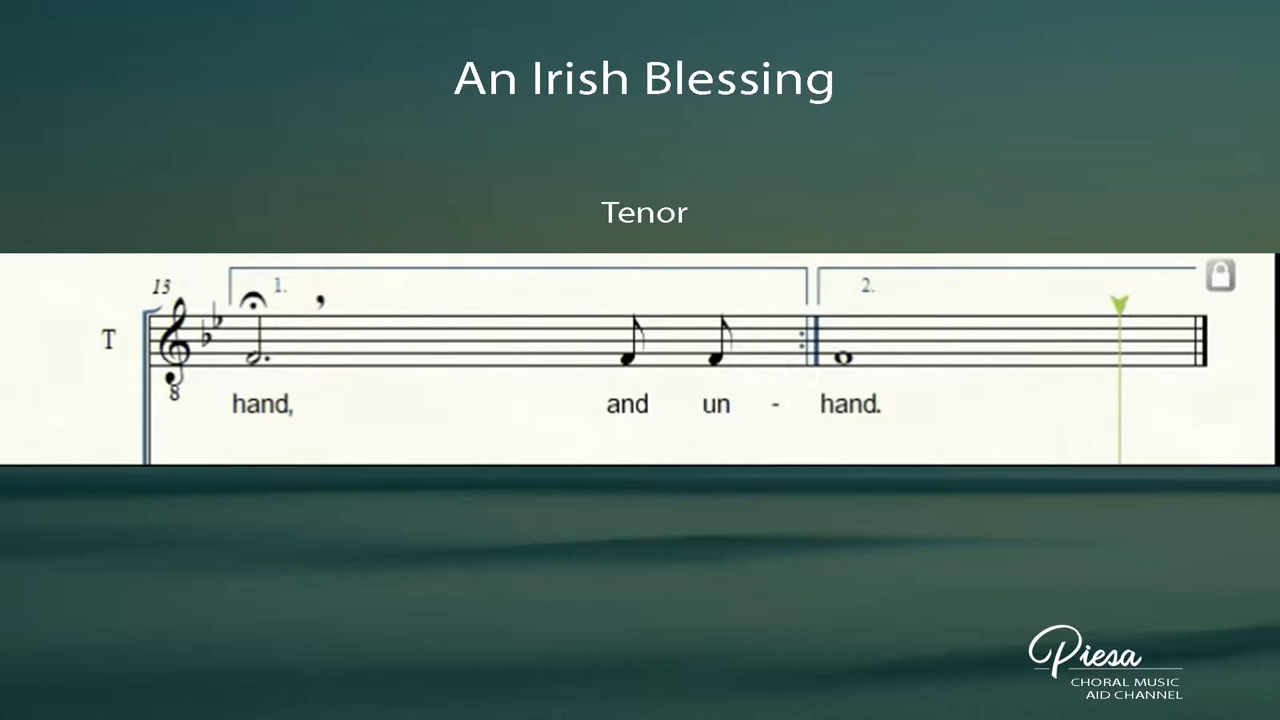 An Irish Blessing
Tenor
13
1.
2.
T
8
hand, and un - hand.
Piesa
CHORAL MUSIC
AID CHANNEL